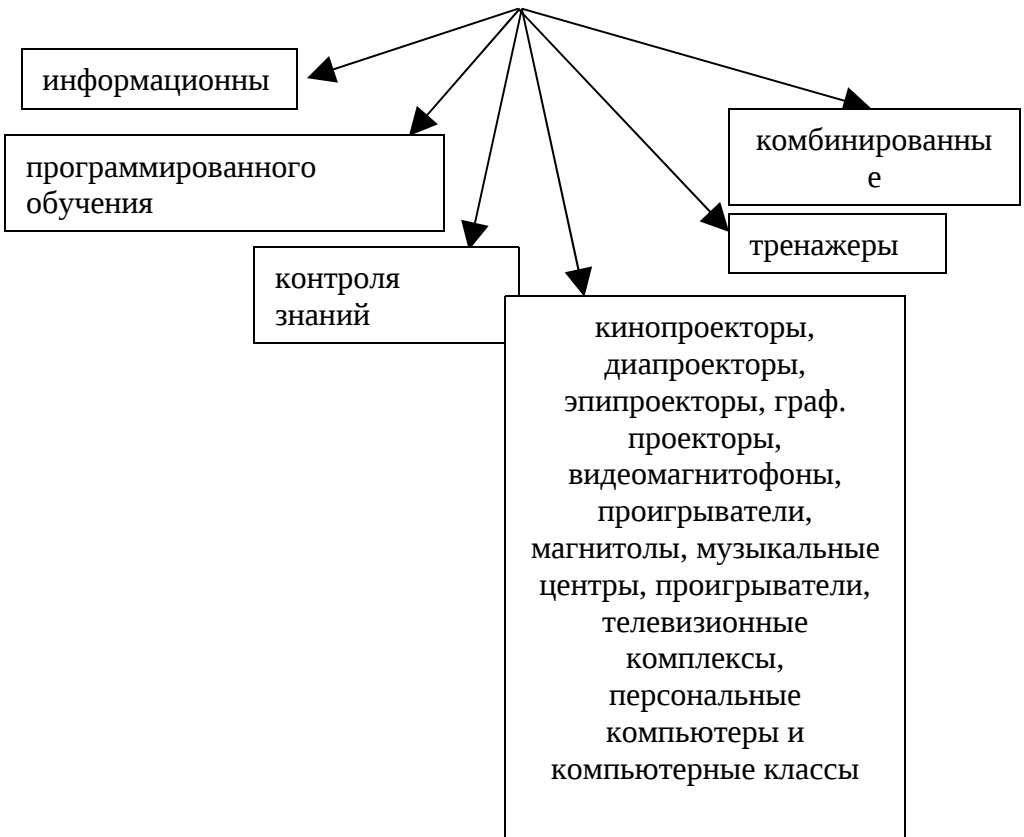 информационны
программированного
обучения
контроля
знаний
кинопроекторы,
диапроекторы,
эпипроекторы, граф.
проекторы,
видеомагнитофоны,
проигрыватели,
магнитолы, музыкальные
центры, проигрыватели,
телевизионные
комплексы,
персональные
компьютеры и
компьютерные классы
тренажеры
комбинированны
е